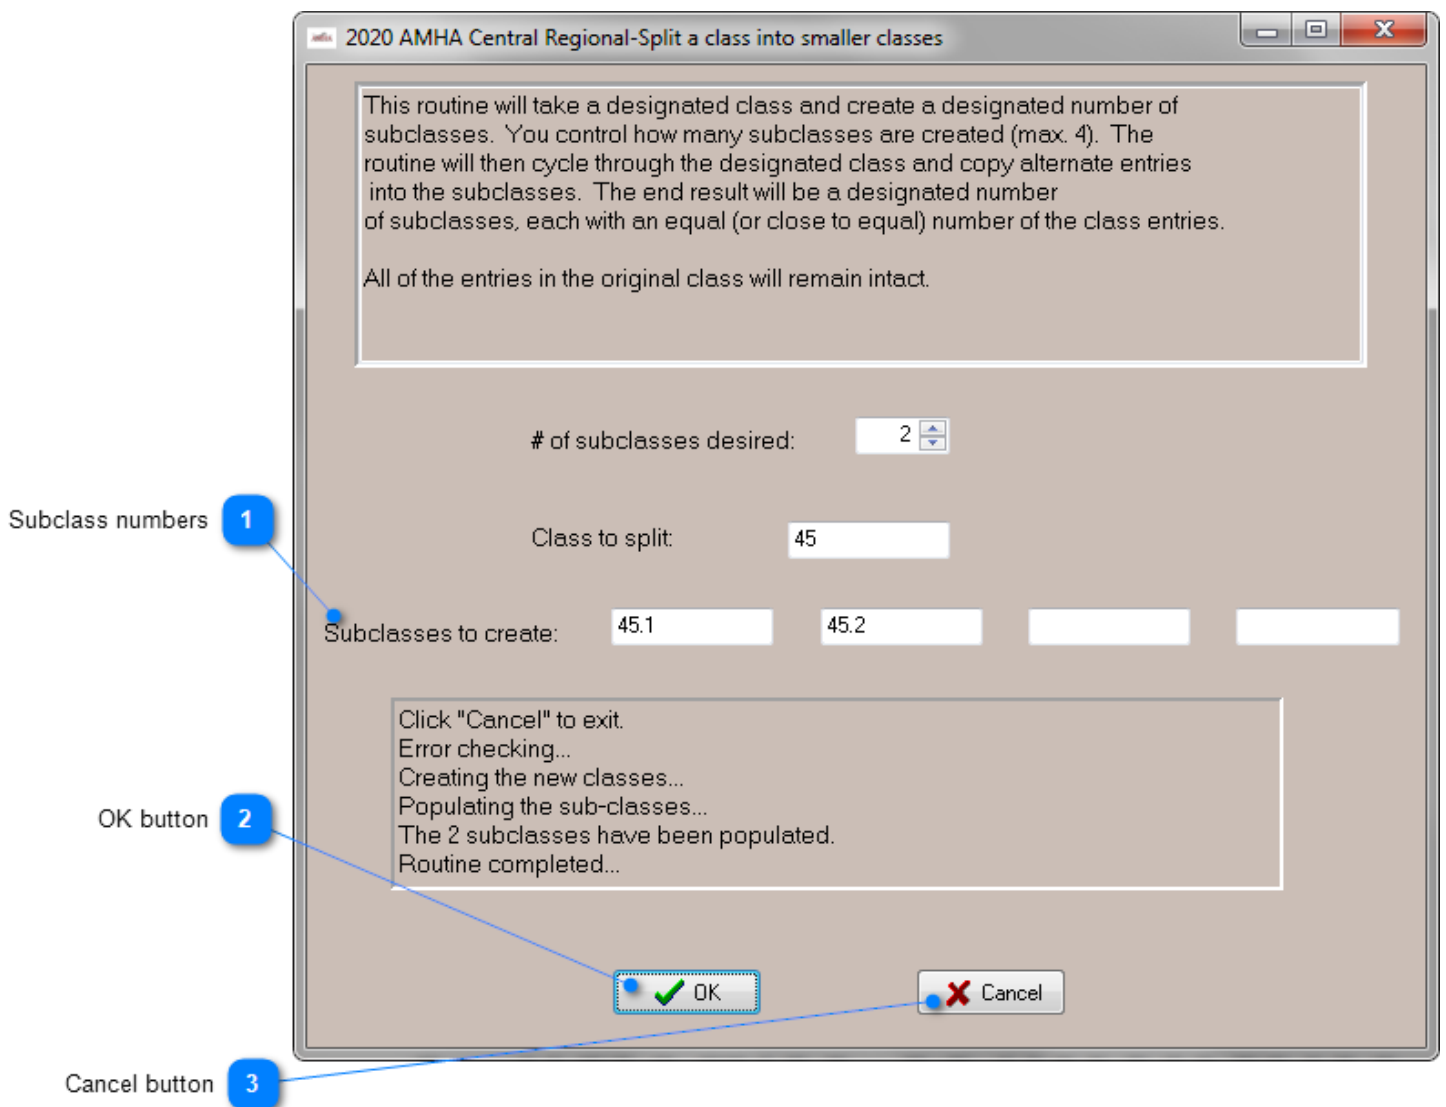 2020 AMHA Central Regional-Split a class into smaller classes
This routine will take a designated class and create a designated number of
subclasses. You control how many subclasses are created (max. 4). The
routine will then cycle through the designated class and copy alternate entries
into the subclasses. The end result will be a designated number
of subclasses, each with an equal (or close to equal) number of the class entries.
All of the entries in the original class will remain intact.
# of subclasses desired: 2
Subclass numbers 1
Class to split: 45
Subclasses to create: 45.1 45.2
Click "Cancel" to exit.
Error checking...
Creating the new classes...
Populating the sub-classes...
The 2 subclasses have been populated.
Routine completed...
OK button 2
OK Cancel
Cancel button 3